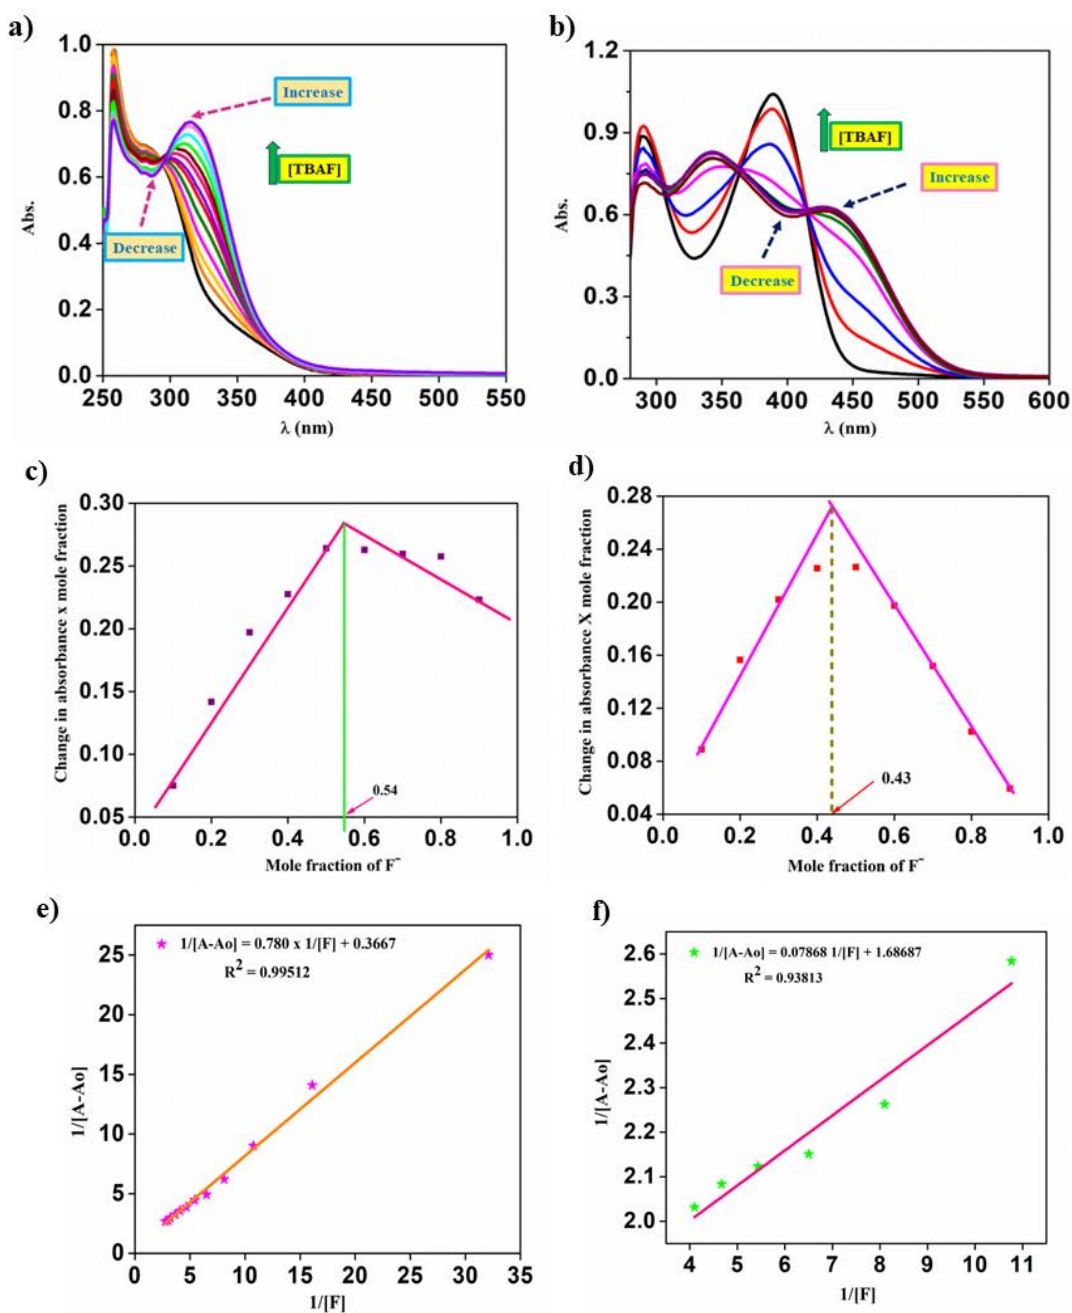 a)
1.0
0.8
0.6
0.4
0.2
0.0
Abs.
Increase
[TBAF]
Decrease
250 300 350 400 450 500 550
λ (nm)
b)
1.2
0.9
0.6
0.3
0.0
Abs.
[TBAF]
Increase
Decrease
300 350 400 450 500 550 600
λ (nm)
c)
0.30
0.25
0.20
0.15
0.10
0.05
Change in absorbance x mole fraction
0.54
0.0 0.2 0.4 0.6 0.8 1.0
Mole fraction of F⁻
d)
0.28
0.24
0.20
0.16
0.12
0.08
0.04
Change in absorbance X mole fraction
0.43
0.0 0.2 0.4 0.6 0.8 1.0
Mole fraction of F⁻
e)
1/[A-Ao] = 0.780 x 1/[F] + 0.3667
R² = 0.99512
25
20
15
10
5
0
1/[A-Ao]
0 5 10 15 20 25 30 35
1/[F]
f)
1/[A-Ao] = 0.07868 1/[F] + 1.68687
R² = 0.93813
2.6
2.5
2.4
2.3
2.2
2.1
2.0
1/[A-Ao]
4 5 6 7 8 9 10 11
1/[F]